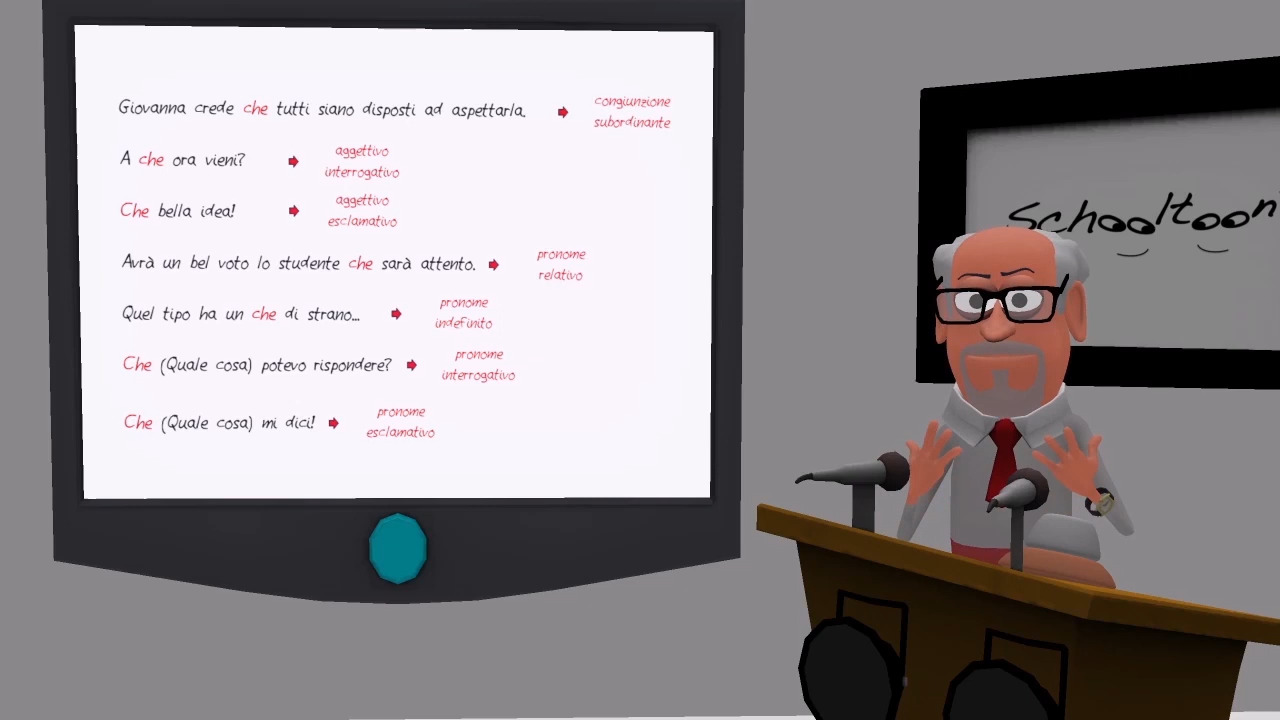 Giovanna crede che tutti siano disposti ad aspettarla.
congiunzione
subordinante
A che ora vieni?
aggettivo
interrogativo
Che bella idea!
aggettivo
esclamativo
Avrà un bel voto lo studente che sarà attento.
pronome
relativo
Quel tipo ha un che di strano...
pronome
indefinito
Che (Quale cosa) potevo rispondere?
pronome
interrogativo
Che (Quale cosa) mi dici!
pronome
esclamativo
Schooltoon